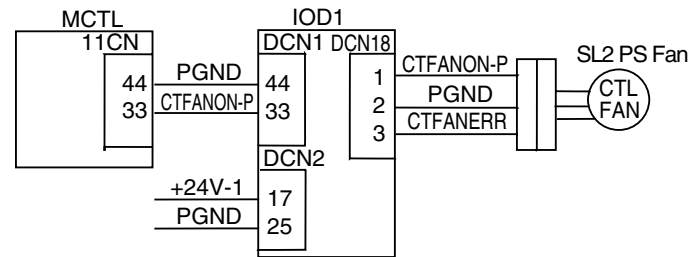 MCTL
IOD1
11CN
DCN1
DCN18
SL2 PS Fan
44
PGND
44
33
CTFANON-P
33
1
CTFANON-P
2
PGND
3
CTFANERR
CTL
FAN
DCN2
+24V-1
17
PGND
25